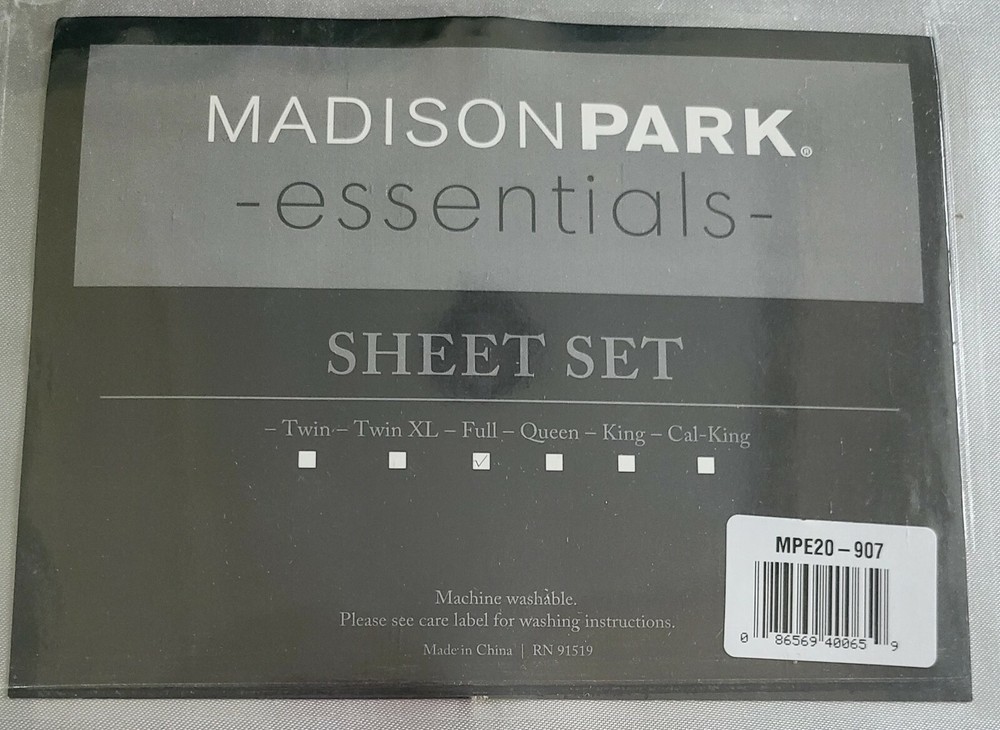 MADISONPARK®
-essentials-
SHEET SET
– Twin – Twin XL – Full – Queen – King – Cal-King
Machine washable.
Please see care label for washing instructions.
Made in China | RN 91519
MPE20-907
0 86569 40065 9